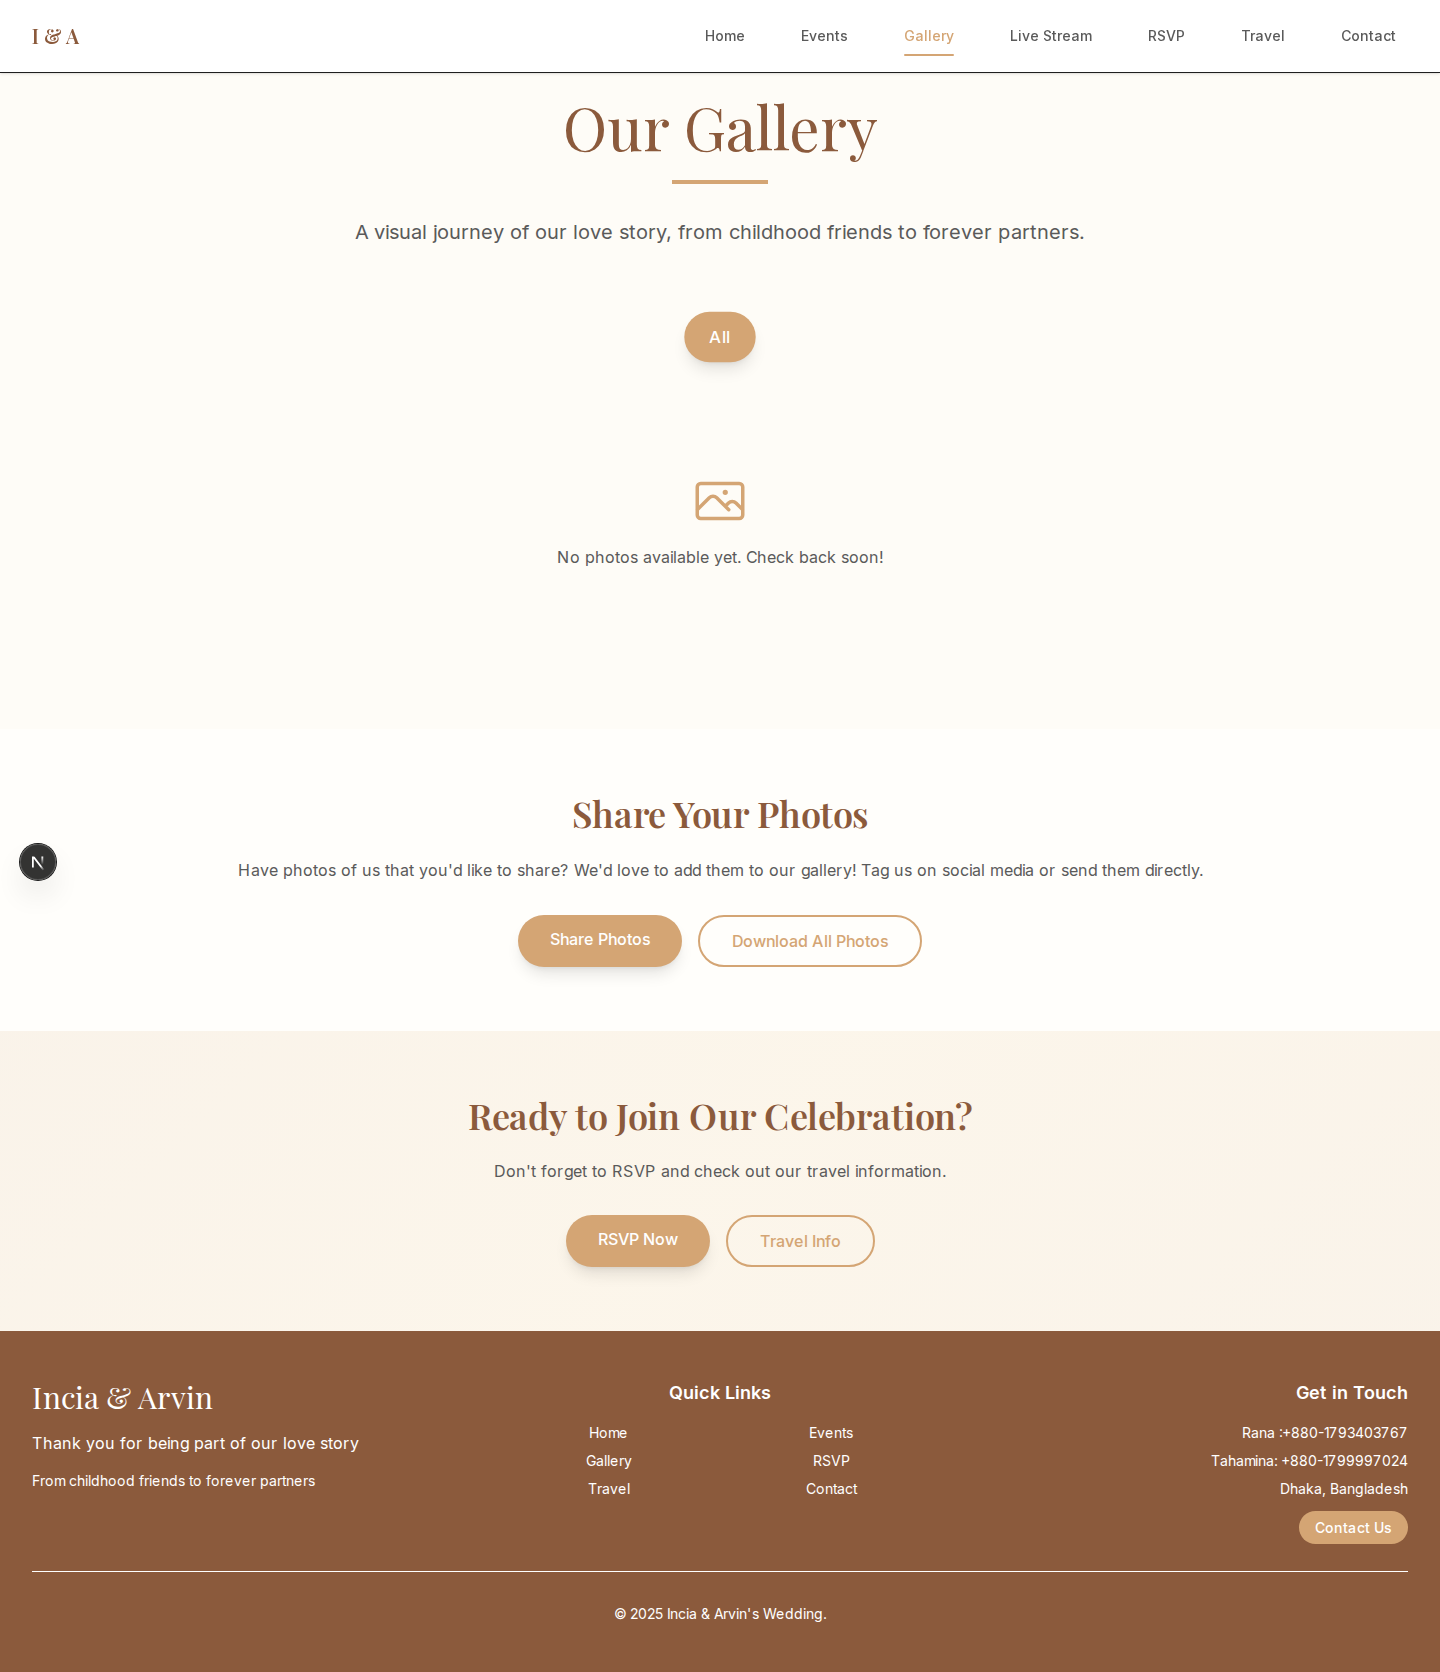 I & A
Home
Events
Gallery
Live Stream
RSVP
Travel
Contact
Our Gallery
A visual journey of our love story, from childhood friends to forever partners.
All
No photos available yet. Check back soon!
Share Your Photos
Have photos of us that you'd like to share? We'd love to add them to our gallery! Tag us on social media or send them directly.
Share Photos
Download All Photos
N
Ready to Join Our Celebration?
Don't forget to RSVP and check out our travel information.
RSVP Now
Travel Info
Incia & Arvin
Thank you for being part of our love story
From childhood friends to forever partners
Quick Links
Home
Events
Gallery
RSVP
Travel
Contact
Get in Touch
Rana :+880-1793403767
Tahamina: +880-1799997024
Dhaka, Bangladesh
Contact Us
© 2025 Incia & Arvin's Wedding.